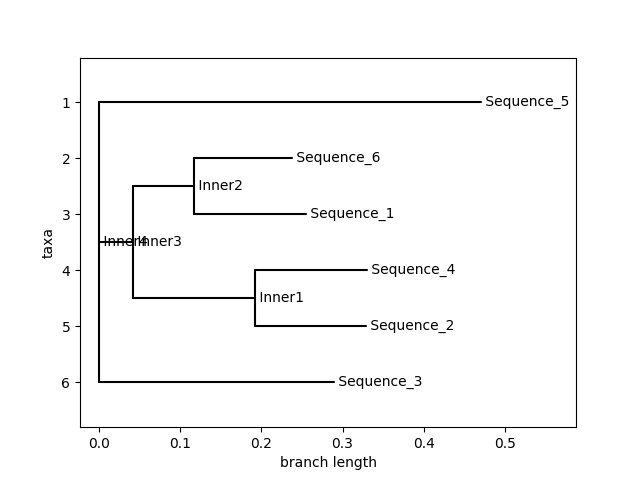 1 Sequence_5
2 Sequence_6
Inner2
3 Sequence_1
taxa
Inner4 Inner3
4 Sequence_4
Inner1
5 Sequence_2
6 Sequence_3
0.0 0.1 0.2 0.3 0.4 0.5
branch length